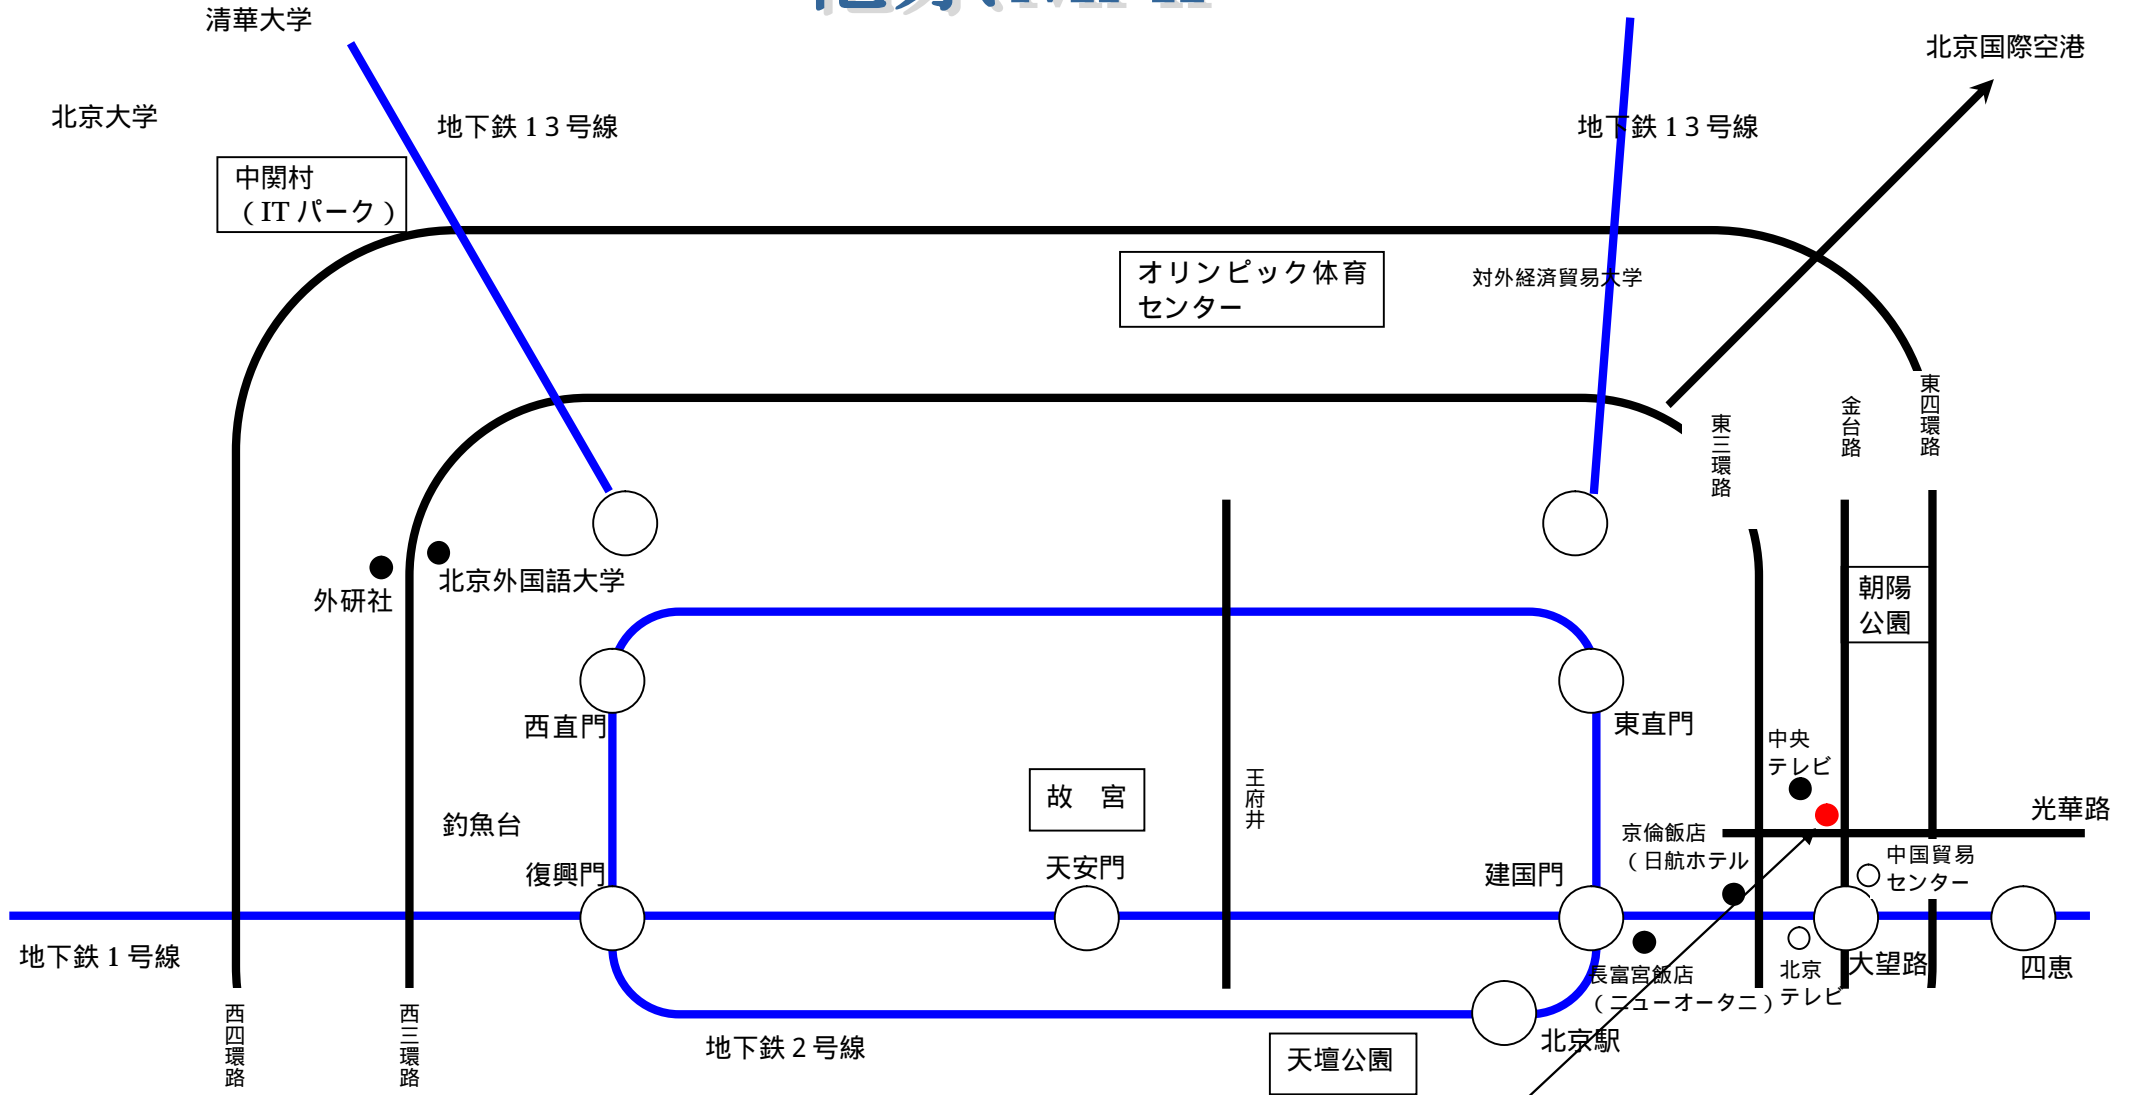 清華大学
北京国際空港
北京大学
地下鉄13号線
地下鉄13号線
中関村
(ITパーク)
オリンピック体育
センター
対外経済貿易大学
東三環路
金台路
東四環路
北京外国語大学
外研社
朝陽
公園
西直門
東直門
中央
テレビ
故 宮
王府井
釣魚台
京倫飯店
(日航ホテル
光華路
復興門
天安門
建国門
中国貿易
センター
地下鉄1号線
長富宮飯店
(ニューオータニ)
北京
テレビ
大望路
四恵
西四環路
西三環路
地下鉄2号線
北京駅
天壇公園